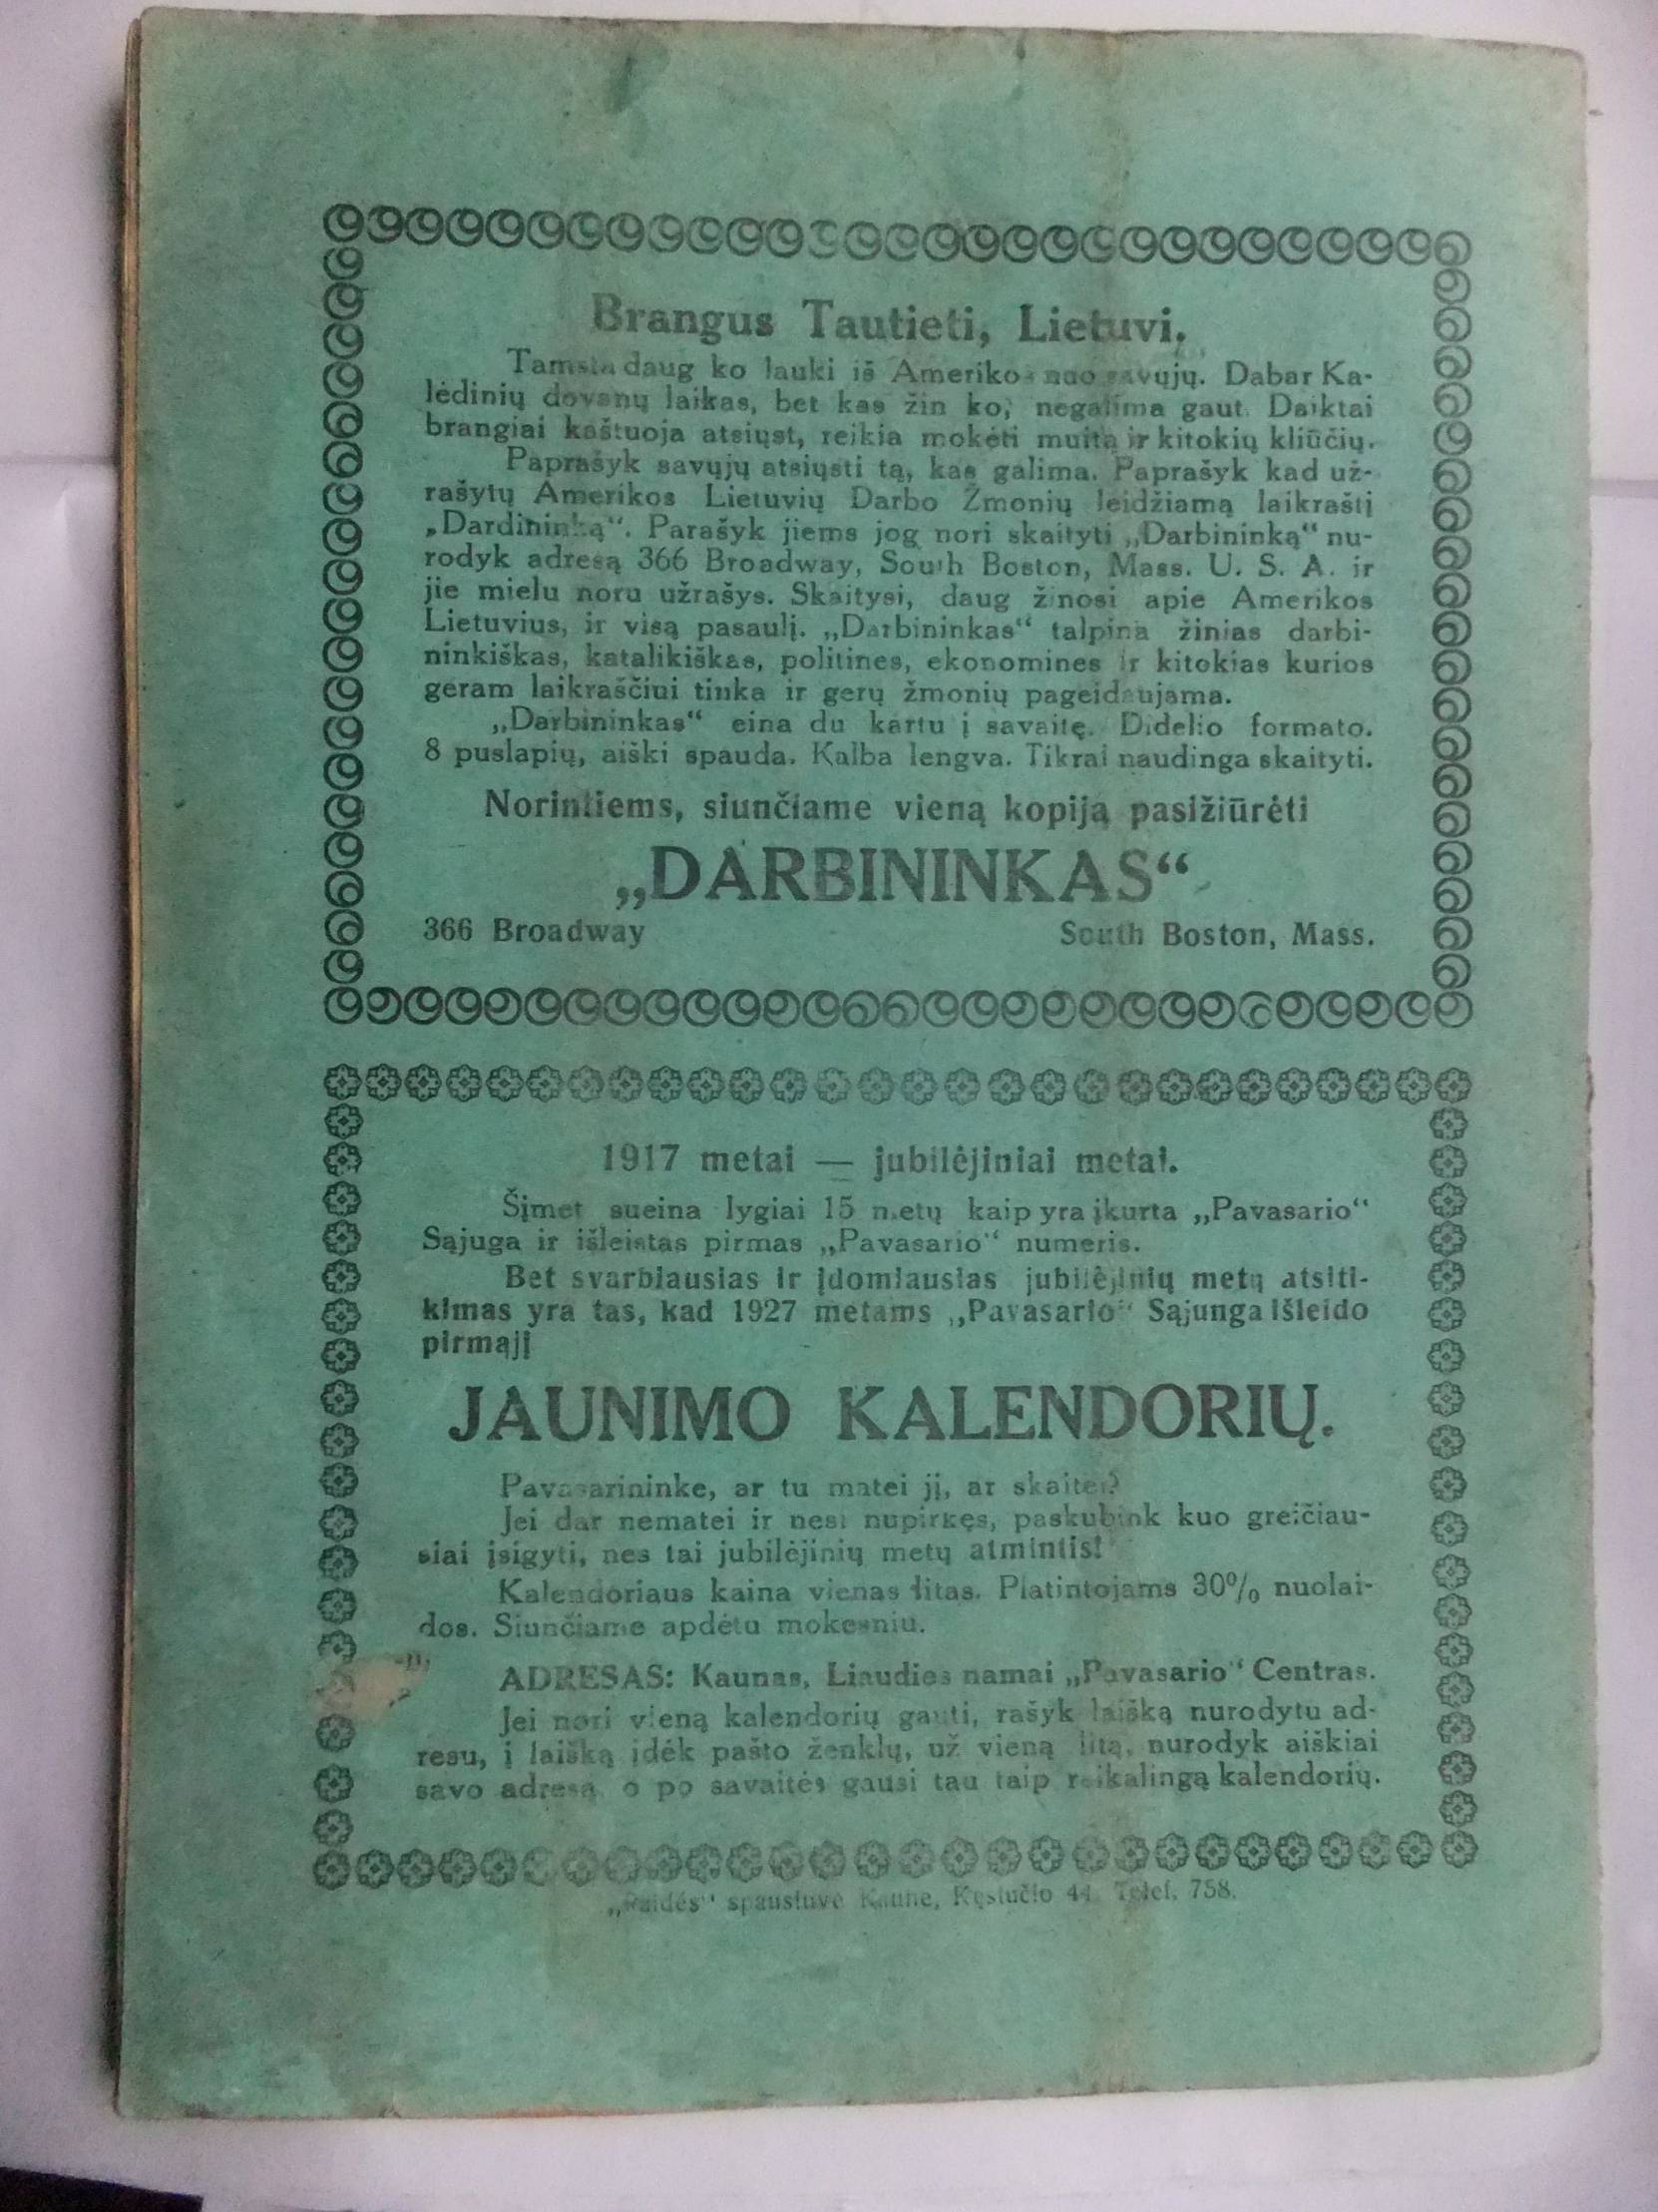 Brangus Tautieti, Lietuvi.
Tamsta daug ko lauki iš Amerikos nuo savųjų. Dabar Ka-
lėdinių dovanų laikas, bet kas žin ko, negalima gaut. Daiktai
brangiai kaštuoja atsiųst, reikia mokėti muitą ir kitokių kliūčių.
Paprašyk savųjų atsiųsti tą, kas galima. Paprašyk kad už-
rašytų Amerikos Lietuvių Darbo Žmonių leidžiamą laikraštį
„Dardininką“. Parašyk jiems jog nori skaityti „Darbininką“ nu-
rodyk adresą 366 Broadway, South Boston, Mass. U. S. A. ir
jie mielu noru užrašys. Skaitysi, daug žinosi apie Amerikos
Lietuvius, ir visą pasaulį. „Darbininkas“ talpina žinias darbi-
ninkiškas, katalikiškas, politines, ekonomines ir kitokias kurios
geram laikraščiui tinka ir gerų žmonių pageidaujama.
„Darbininkas“ eina du kartu į savaitę. Didelio formato.
8 puslapių, aiški spauda. Kalba lengva. Tikrai naudinga skaityti.
Norintiems, siunčiame vieną kopiją pasižiūrėti
„DARBININKAS“
366 Broadway South Boston, Mass.
1917 metai — jubilėjiniai metai.
Šįmet sueina lygiai 15 metų kaip yra įkurta „Pavasario“
Sąjuga ir išleistas pirmas „Pavasario“ numeris.
Bet svarbiausias ir įdomiausias jubilėjinių metų atsiti-
kimas yra tas, kad 1927 metams „Pavasario“ Sąjunga išleido
pirmąjį
JAUNIMO KALENDORIŲ.
Pavasarininke, ar tu matei jį, ar skaitei?
Jei dar nematei ir nesi nupirkęs, paskubink kuo greičiau-
siai įsigyti, nes tai jubilėjinių metų atmintis!
Kalendoriaus kaina vienas litas. Platintojams 30% nuolai-
dos. Siunčiame apdėtu mokesniu.
ADRESAS: Kaunas, Liaudies namai „Pavasario“ Centras.
Jei nori vieną kalendorių gauti, rašyk laišką nurodytu ad-
resu, į laišką įdėk pašto ženklų, už vieną litą, nurodyk aiškiai
savo adresą, o po savaitės gausi tau taip reikalingą kalendorių.
„Raidės“ spaustuvė Kaune, Kęstučio 44. Telef. 758.